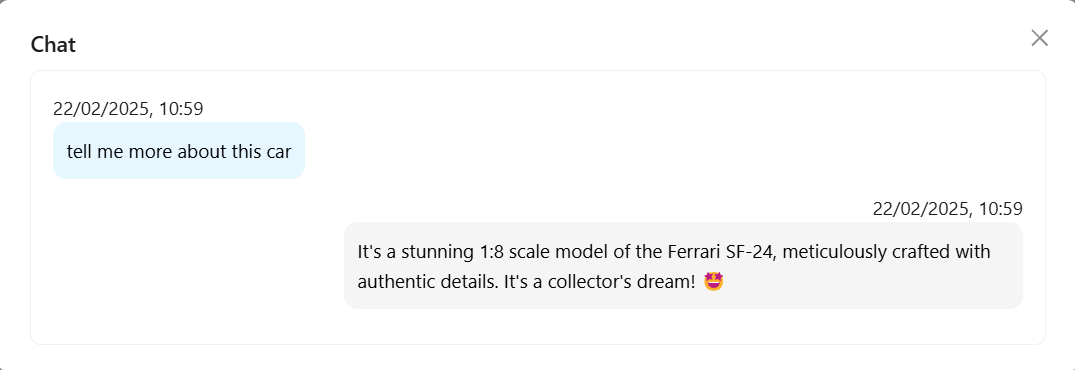 Chat
22/02/2025, 10:59
tell me more about this car
22/02/2025, 10:59
It's a stunning 1:8 scale model of the Ferrari SF-24, meticulously crafted with
authentic details. It's a collector's dream! 🤩